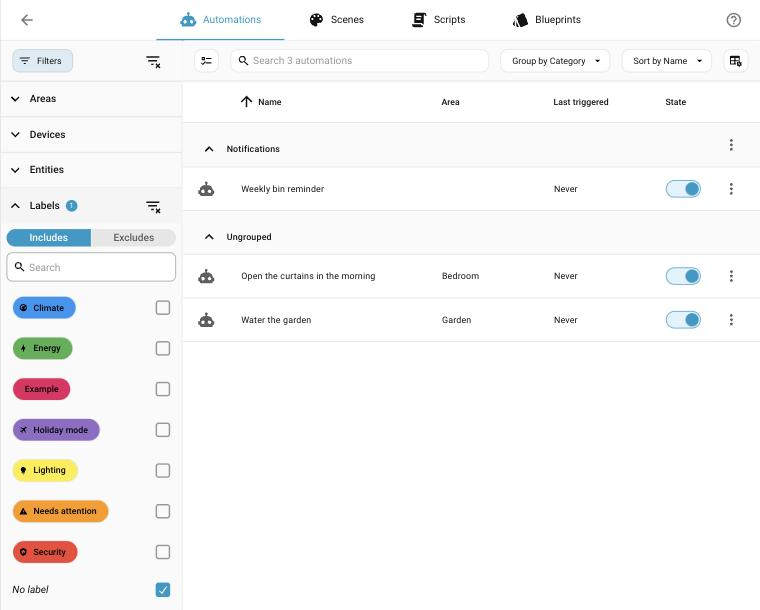 Automations Scenes Scripts Blueprints
Filters Search 3 automations Group by Category Sort by Name
Areas
Devices
Entities
Labels 1
Includes Excludes
Search
Climate
Energy
Example
Holiday mode
Lighting
Needs attention
Security
No label
Name Area Last triggered State
Notifications
Weekly bin reminder Never
Ungrouped
Open the curtains in the morning Bedroom Never
Water the garden Garden Never